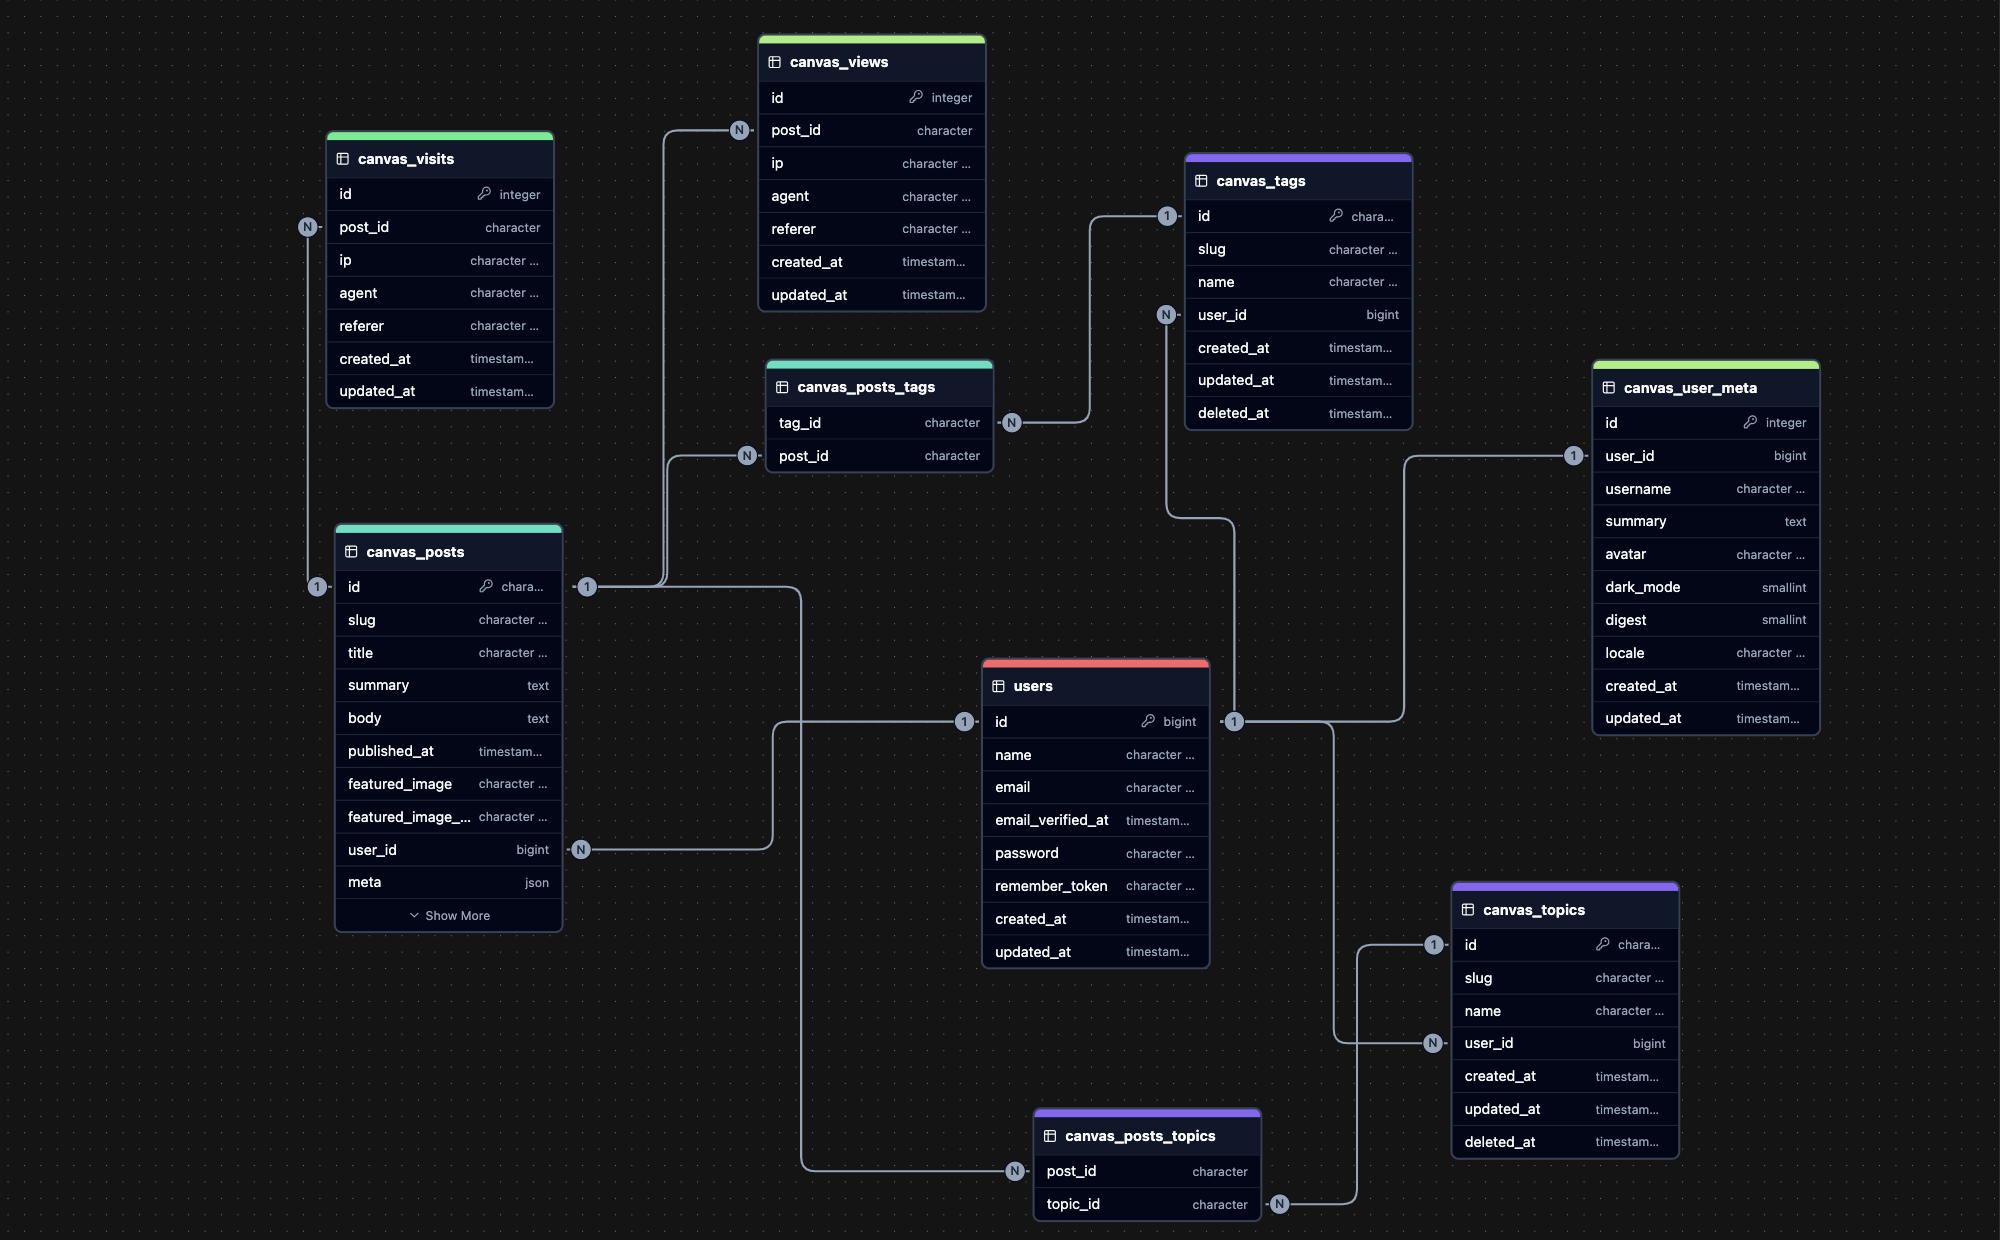 canvas_views
id integer
post_id character
ip character ...
agent character ...
referer character ...
created_at timestam...
updated_at timestam...
canvas_visits
id integer
post_id character
ip character ...
agent character ...
referer character ...
created_at timestam...
updated_at timestam...
canvas_tags
id chara...
slug character ...
name character ...
user_id bigint
created_at timestam...
updated_at timestam...
deleted_at timestam...
canvas_posts_tags
tag_id character
post_id character
canvas_user_meta
id integer
user_id bigint
username character ...
summary text
avatar character ...
dark_mode smallint
digest smallint
locale character ...
created_at timestam...
updated_at timestam...
canvas_posts
id chara...
slug character ...
title character ...
summary text
body text
published_at timestam...
featured_image character ...
featured_image_... character ...
user_id bigint
meta json
Show More
users
id bigint
name character ...
email character ...
email_verified_at timestam...
password character ...
remember_token character ...
created_at timestam...
updated_at timestam...
canvas_topics
id chara...
slug character ...
name character ...
user_id bigint
created_at timestam...
updated_at timestam...
deleted_at timestam...
canvas_posts_topics
post_id character
topic_id character
N
N
1
N
N
N
1
1
1
N
1
1
1
N
N
N